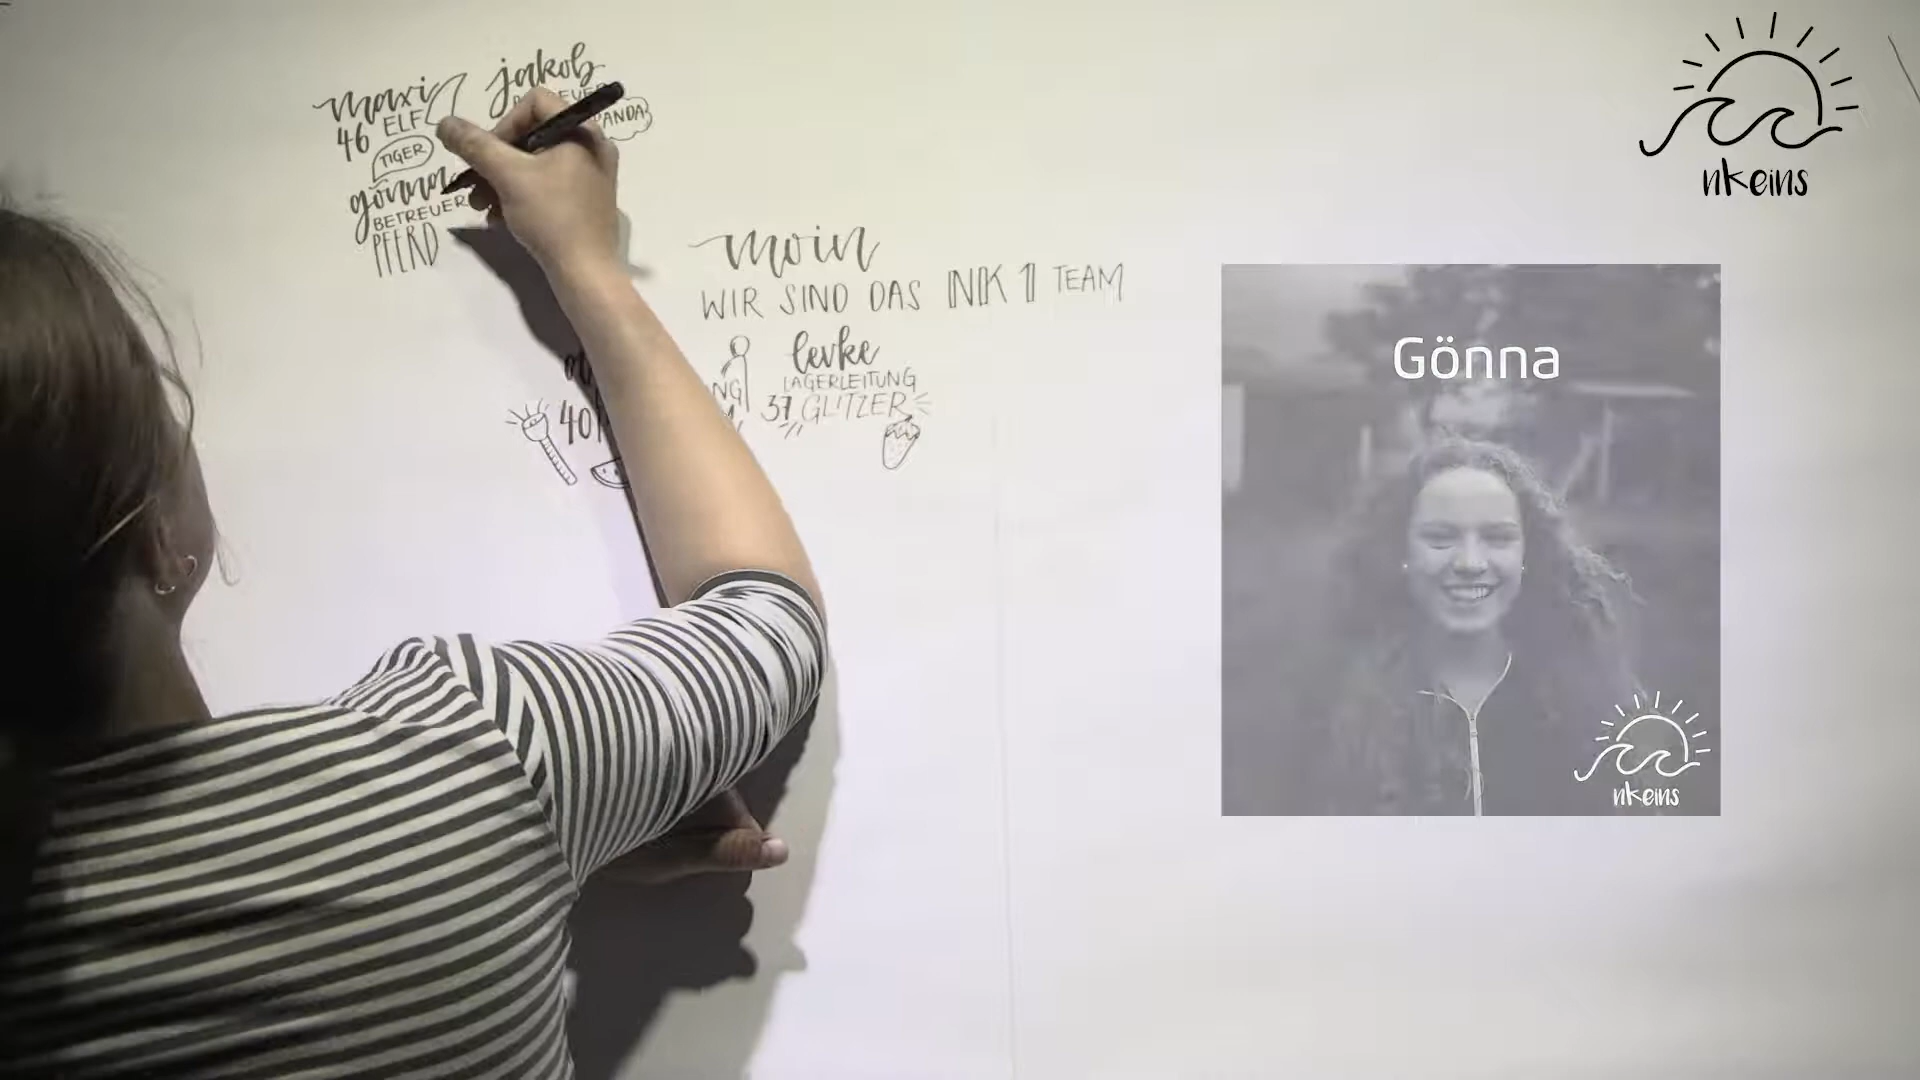 maxi
46 ELF
TIGER
gönna
BETREUER
PFERD
jakob
moin
WIR SIND DAS NK 1 TEAM
40
levke
LAGERLEITUNG
37 GLITZER
nkeins
Gönna
nkeins